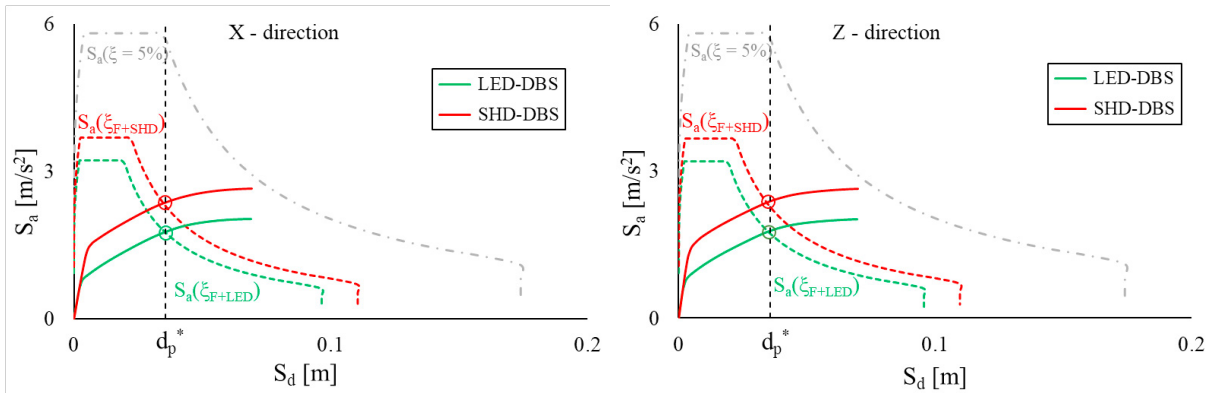 6
X - direction
Sa(ξ = 5%)
LED-DBS
SHD-DBS
Sa(ξF+SHD)
Sa [m/s²]
3
Sa(ξF+LED)
0
0
dp*
0.1
0.2
Sd [m]
6
Z - direction
Sa(ξ = 5%)
LED-DBS
SHD-DBS
Sa(ξF+SHD)
Sa [m/s²]
3
Sa(ξF+LED)
0
0
dp*
0.1
0.2
Sd [m]